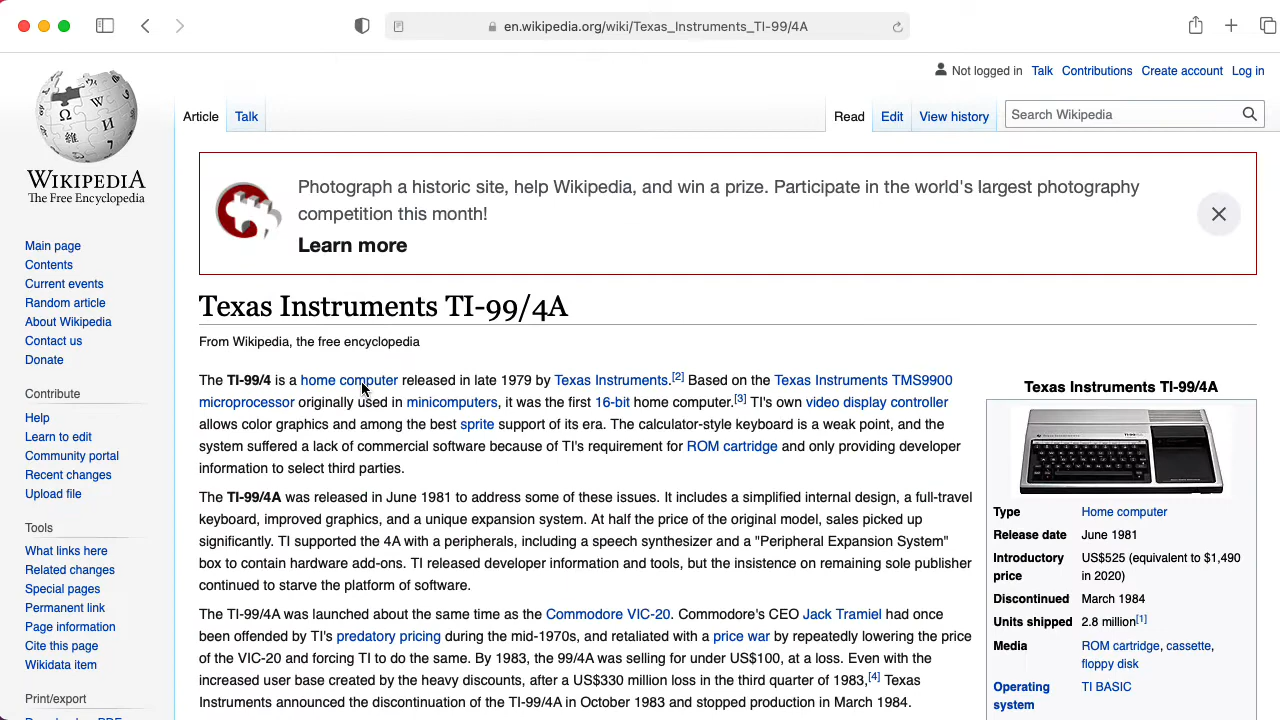 en.wikipedia.org/wiki/Texas_Instruments_TI-99/4A
Not logged in Talk Contributions Create account Log in
Article Talk Read Edit View history Search Wikipedia
WIKIPEDIA
The Free Encyclopedia
Main page
Contents
Current events
Random article
About Wikipedia
Contact us
Donate
Contribute
Help
Learn to edit
Community portal
Recent changes
Upload file
Tools
What links here
Related changes
Special pages
Permanent link
Page information
Cite this page
Wikidata item
Print/export
Photograph a historic site, help Wikipedia, and win a prize. Participate in the world's largest photography
competition this month!
Learn more
Texas Instruments TI-99/4A
From Wikipedia, the free encyclopedia
The TI-99/4 is a home computer released in late 1979 by Texas Instruments.[2] Based on the Texas Instruments TMS9900
microprocessor originally used in minicomputers, it was the first 16-bit home computer.[3] TI's own video display controller
allows color graphics and among the best sprite support of its era. The calculator-style keyboard is a weak point, and the
system suffered a lack of commercial software because of TI's requirement for ROM cartridge and only providing developer
information to select third parties.
The TI-99/4A was released in June 1981 to address some of these issues. It includes a simplified internal design, a full-travel
keyboard, improved graphics, and a unique expansion system. At half the price of the original model, sales picked up
significantly. TI supported the 4A with a peripherals, including a speech synthesizer and a "Peripheral Expansion System"
box to contain hardware add-ons. TI released developer information and tools, but the insistence on remaining sole publisher
continued to starve the platform of software.
The TI-99/4A was launched about the same time as the Commodore VIC-20. Commodore's CEO Jack Tramiel had once
been offended by TI's predatory pricing during the mid-1970s, and retaliated with a price war by repeatedly lowering the price
of the VIC-20 and forcing TI to do the same. By 1983, the 99/4A was selling for under US$100, at a loss. Even with the
increased user base created by the heavy discounts, after a US$330 million loss in the third quarter of 1983,[4] Texas
Instruments announced the discontinuation of the TI-99/4A in October 1983 and stopped production in March 1984.
Texas Instruments TI-99/4A
Type Home computer
Release date June 1981
Introductory US$525 (equivalent to $1,490
price in 2020)
Discontinued March 1984
Units shipped 2.8 million[1]
Media ROM cartridge, cassette,
floppy disk
Operating TI BASIC
system